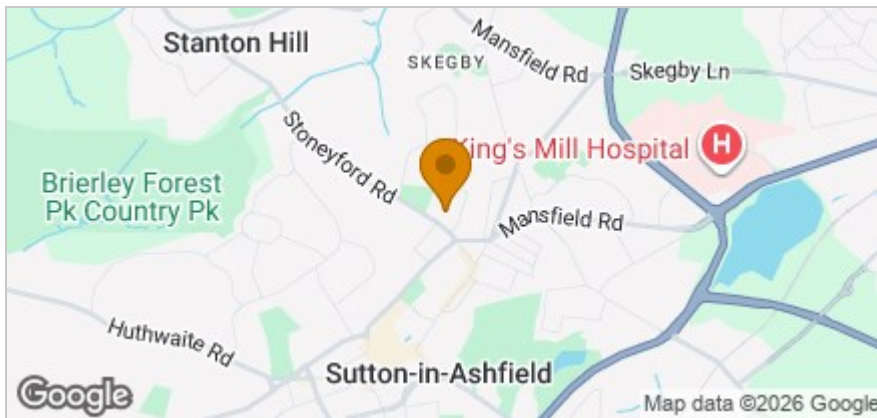 Stanton Hill
Mansfield Rd
SKEGBY
Skegby Ln
Stoneyford Rd
King's Mill Hospital
H
Brierley Forest
Pk Country Pk
Mansfield Rd
Huthwaite Rd
Sutton-in-Ashfield
Google
Map data ©2026 Google